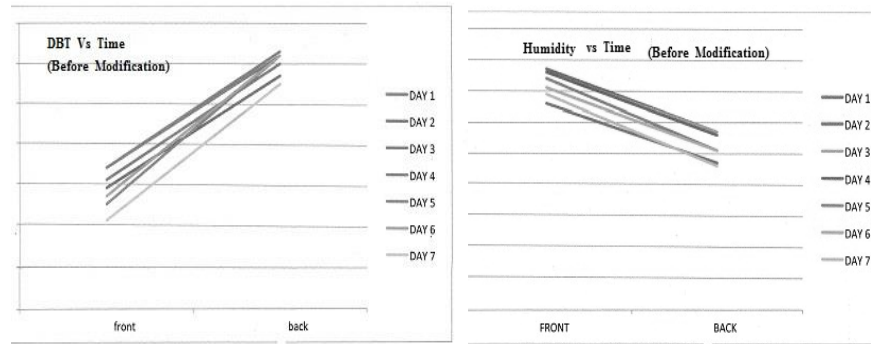 DBT Vs Time
(Before Modification)
DAY 1
DAY 2
DAY 3
DAY 4
DAY 5
DAY 6
DAY 7
front back
Humidity vs Time (Before Modification)
DAY 1
DAY 2
DAY 3
DAY 4
DAY 5
DAY 6
DAY 7
FRONT BACK